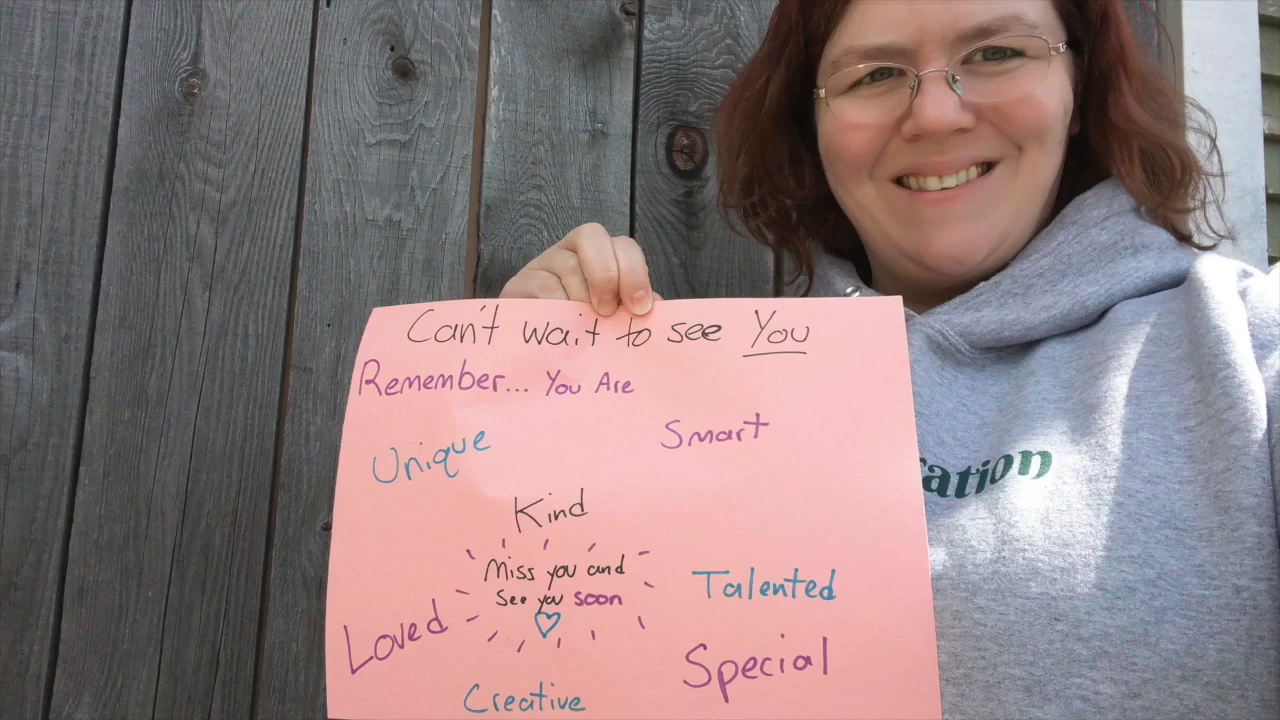 Can't wait to see You
Remember... You Are
Unique
Smart
Kind
Miss you and
see you soon
Talented
Loved
Special
Creative
ation